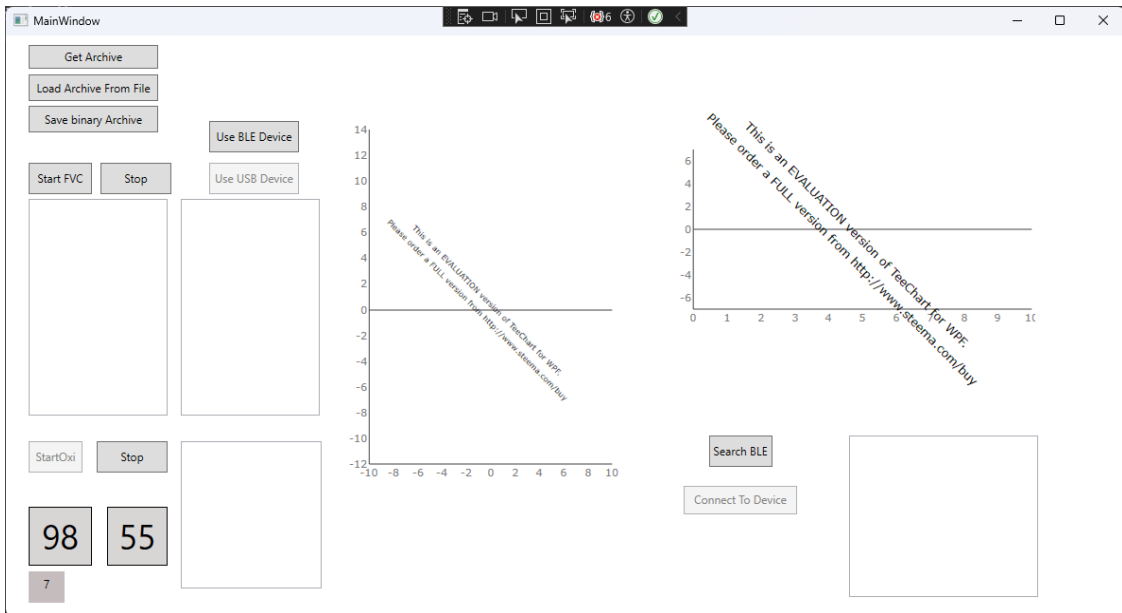 MainWindow
6
Get Archive
Load Archive From File
Save binary Archive
Use BLE Device
Start FVC
Stop
Use USB Device
14
12
10
8
6
4
2
0
-2
-4
-6
-8
-10
-12
-10 -8 -6 -4 -2 0 2 4 6 8 10
This is an EVALUATION version of TeeChart for WPF.
Please order a FULL version from http://www.steema.com/buy
6
4
2
0
-2
-4
-6
0 1 2 3 4 5 6 7 8 9 10
This is an EVALUATION version of TeeChart for WPF.
Please order a FULL version from http://www.steema.com/buy
StartOxi
Stop
Search BLE
Connect To Device
98
55
7